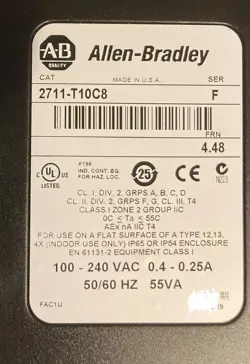 AB
QUALITY
Allen-Bradley
CAT
MADE IN U.S.A.
SER
2711-T10C8
F
FRN
4.48
UL
US
LISTED
F196
IND. CONT. EQ.
FOR HAZ. LOC.
25
N223
CL. I, DIV. 2, GRPS A, B, C, D
CL. II, DIV. 2, GRPS F, G, CL. III, T4
CLASS I ZONE 2 GROUP IIC
0C ≤ Ta ≤ 55C
AEx nA IIC T4
FOR USE ON A FLAT SURFACE OF A TYPE 12,13,
4X (INDOOR USE ONLY) IP65 OR IP54 ENCLOSURE
EN 61131-2 EQUIPMENT CLASS I
100 - 240 VAC 0.4 - 0.25A
50/60 HZ 55VA
FAC1U
期